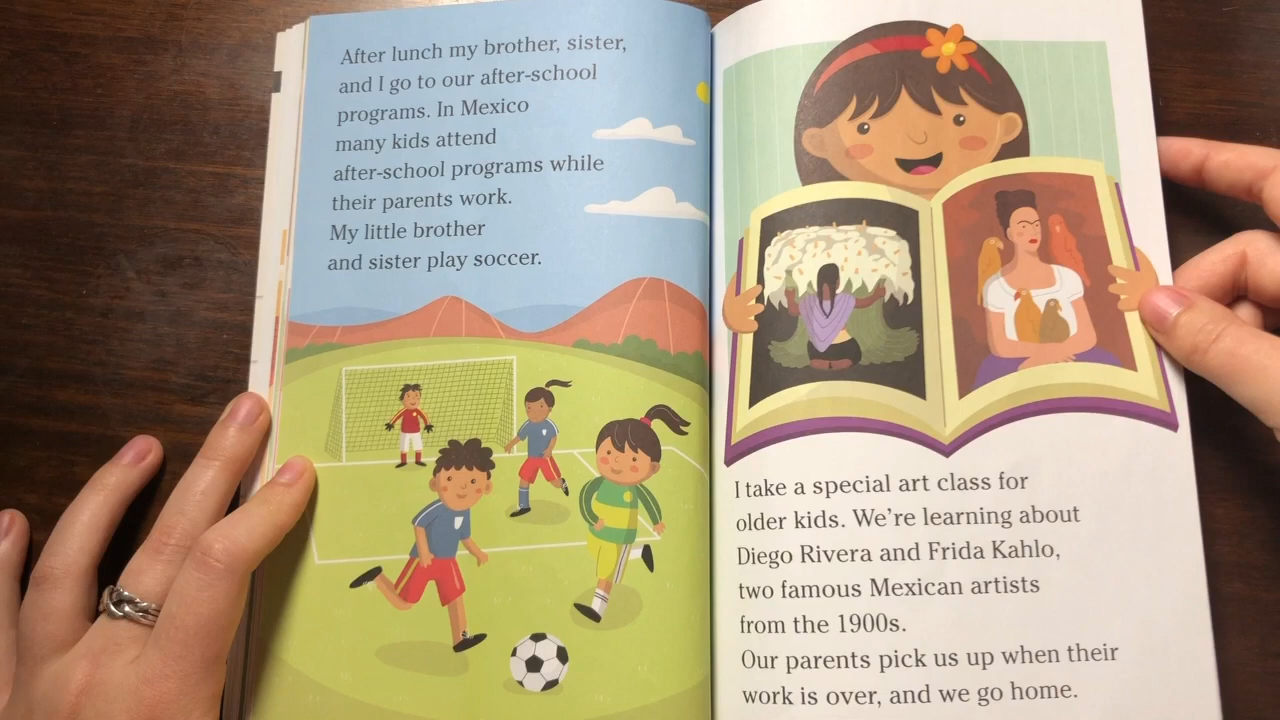 After lunch my brother, sister,
and I go to our after-school
programs. In Mexico
many kids attend
after-school programs while
their parents work.
My little brother
and sister play soccer.
I take a special art class for
older kids. We're learning about
Diego Rivera and Frida Kahlo,
two famous Mexican artists
from the 1900s.
Our parents pick us up when their
work is over, and we go home.